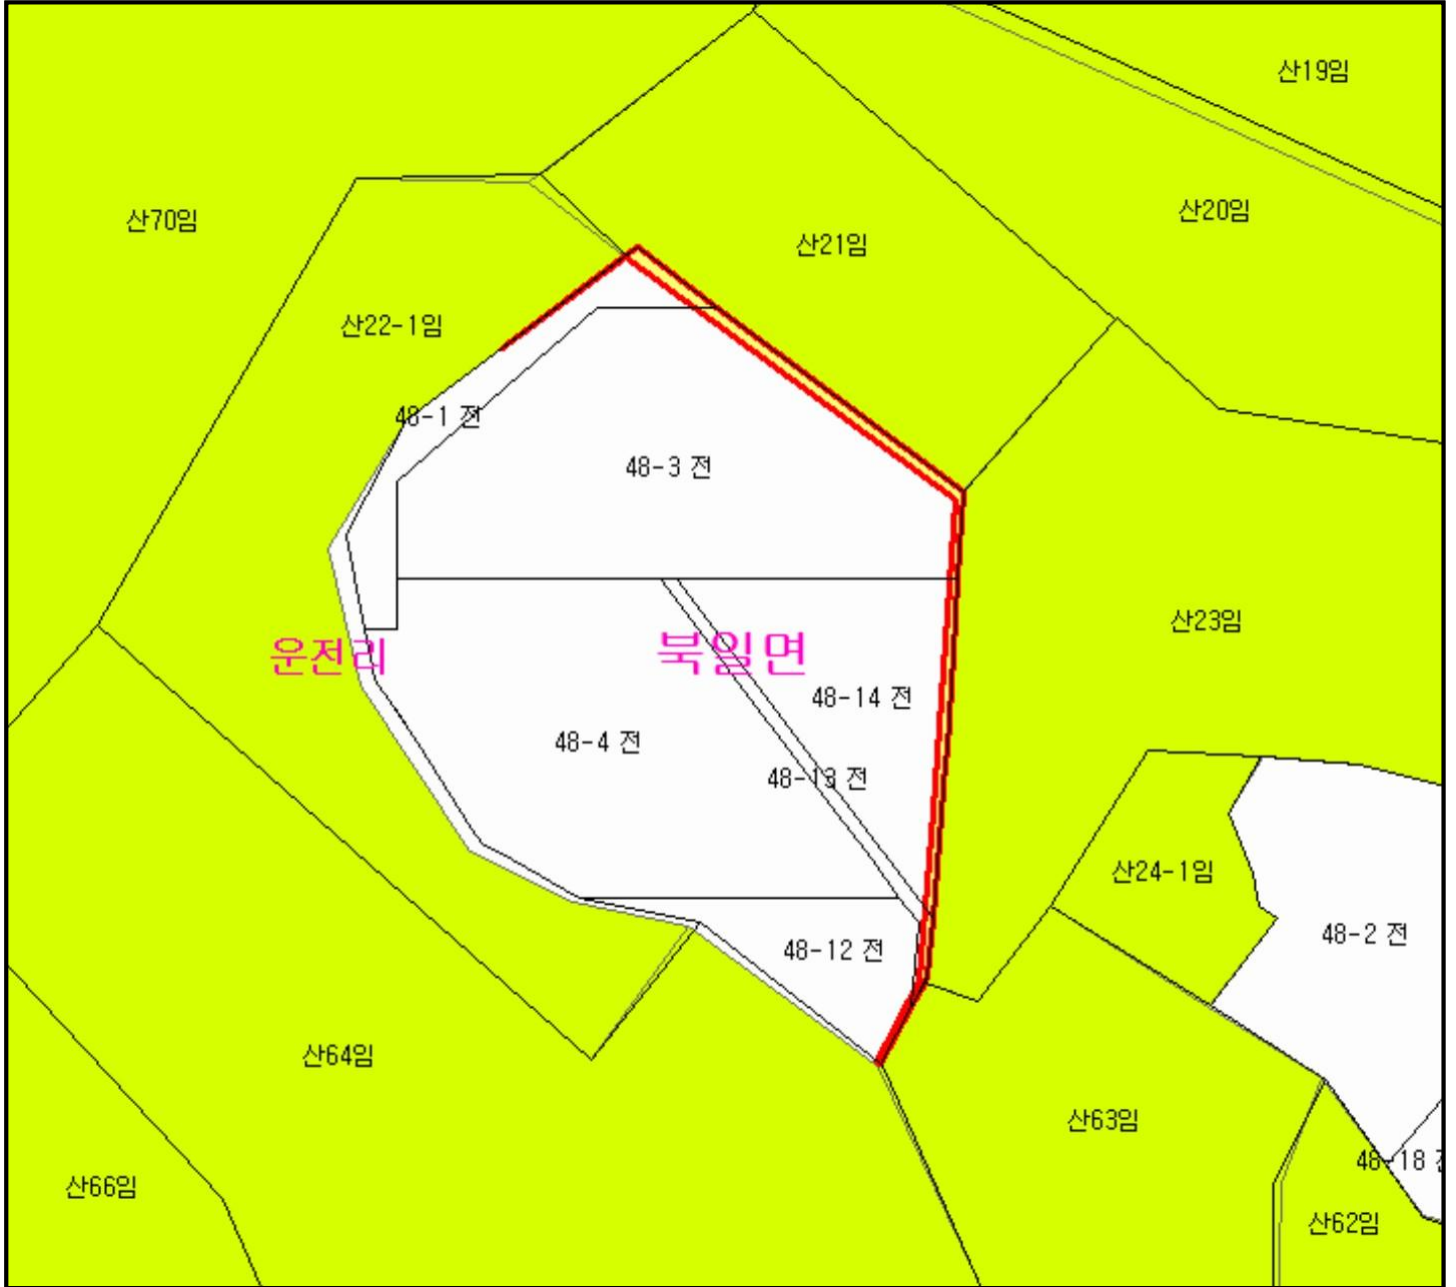 산19임
산20임
산70임
산21임
산22-1임
48-1 전
48-3 전
산23임
운전리
북일면
48-14 전
48-4 전
48-13 전
산24-1임
48-2 전
48-12 전
산64임
산63임
48-18
산66임
산62임